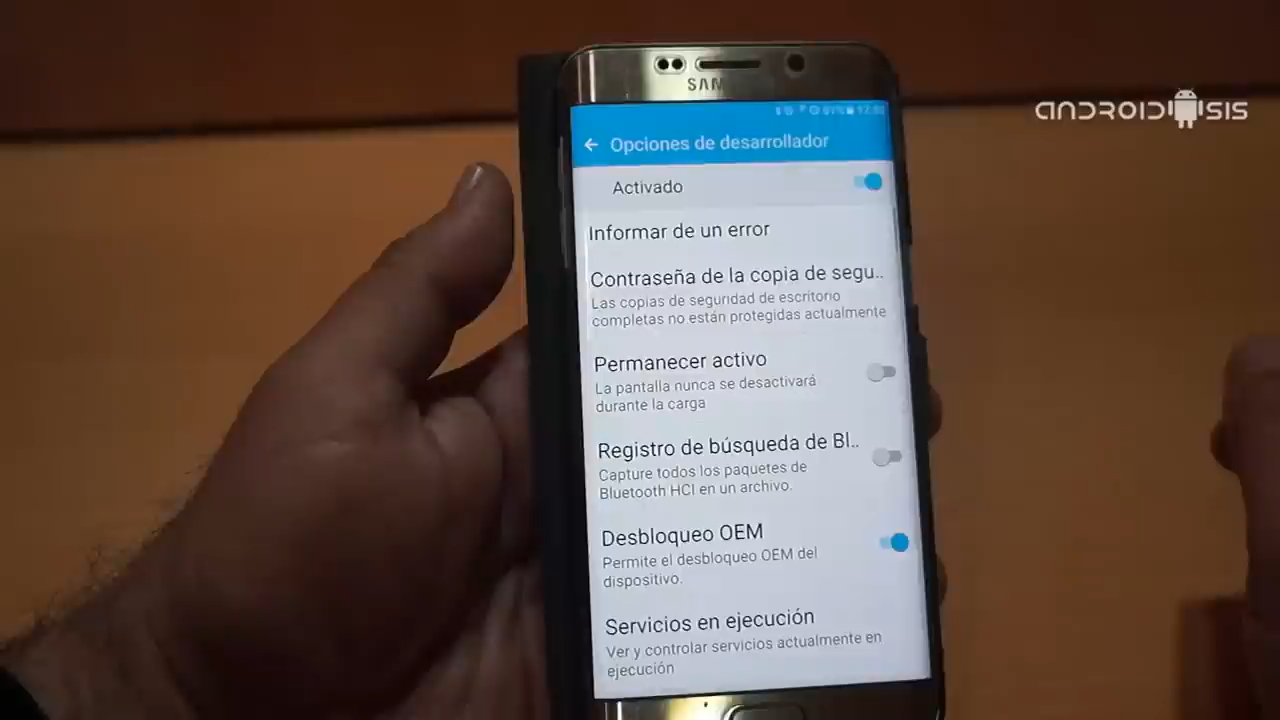 ANDROIDSIS
SAM
Opciones de desarrollador
Activado
Informar de un error
Contraseña de la copia de segu..
Las copias de seguridad de escritorio
completas no están protegidas actualmente
Permanecer activo
La pantalla nunca se desactivará
durante la carga
Registro de búsqueda de Bl..
Capture todos los paquetes de
Bluetooth HCI en un archivo.
Desbloqueo OEM
Permite el desbloqueo OEM del
dispositivo.
Servicios en ejecución
Ver y controlar servicios actualmente en
ejecución